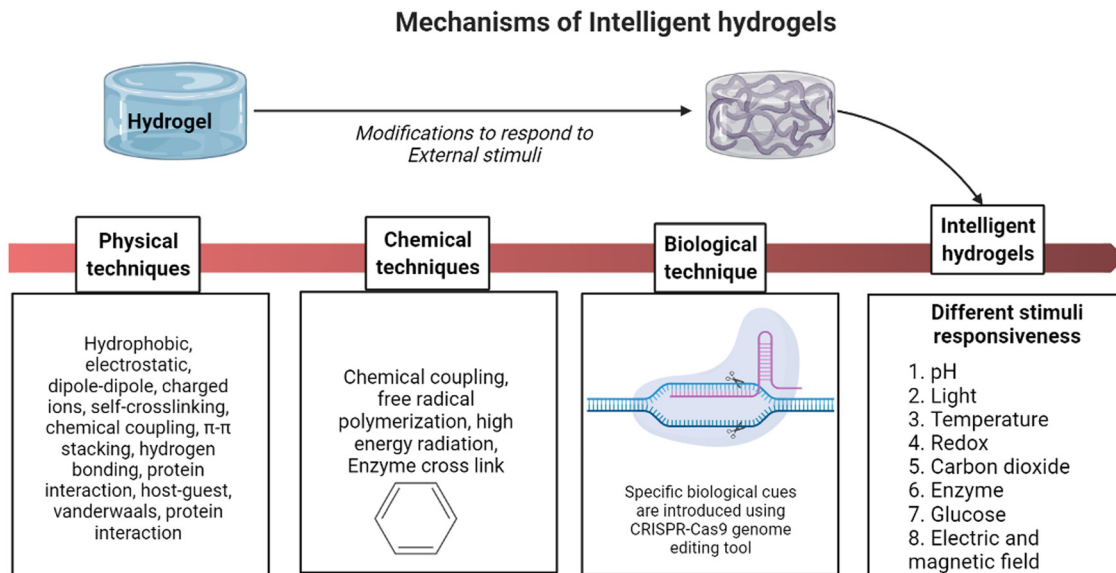 Mechanisms of Intelligent hydrogels
Hydrogel
Modifications to respond to
External stimuli
Physical
techniques
Chemical
techniques
Biological
technique
Intelligent
hydrogels
Hydrophobic,
electrostatic,
dipole-dipole, charged
ions, self-crosslinking,
chemical coupling, π-π
stacking, hydrogen
bonding, protein
interaction, host-guest,
vanderwaals, protein
interaction
Chemical coupling,
free radical
polymerization, high
energy radiation,
Enzyme cross link
Specific biological cues
are introduced using
CRISPR-Cas9 genome
editing tool
Different stimuli
responsiveness
1. pH
2. Light
3. Temperature
4. Redox
5. Carbon dioxide
6. Enzyme
7. Glucose
8. Electric and
magnetic field